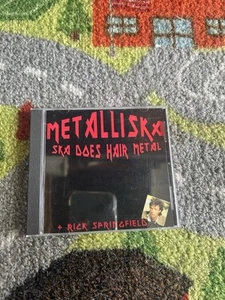 METALLISKA
SKA DOES HAIR METAL
+ RICK SPRINGFIELD